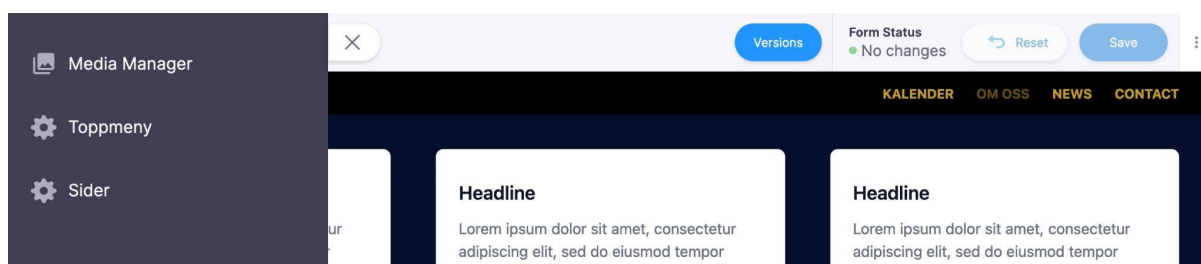 Media Manager
Toppmeny
Sider
Versions
Form Status
No changes
Reset
Save
KALENDER OM OSS NEWS CONTACT
ur
Headline
Lorem ipsum dolor sit amet, consectetur
adipiscing elit, sed do eiusmod tempor
Headline
Lorem ipsum dolor sit amet, consectetur
adipiscing elit, sed do eiusmod tempor